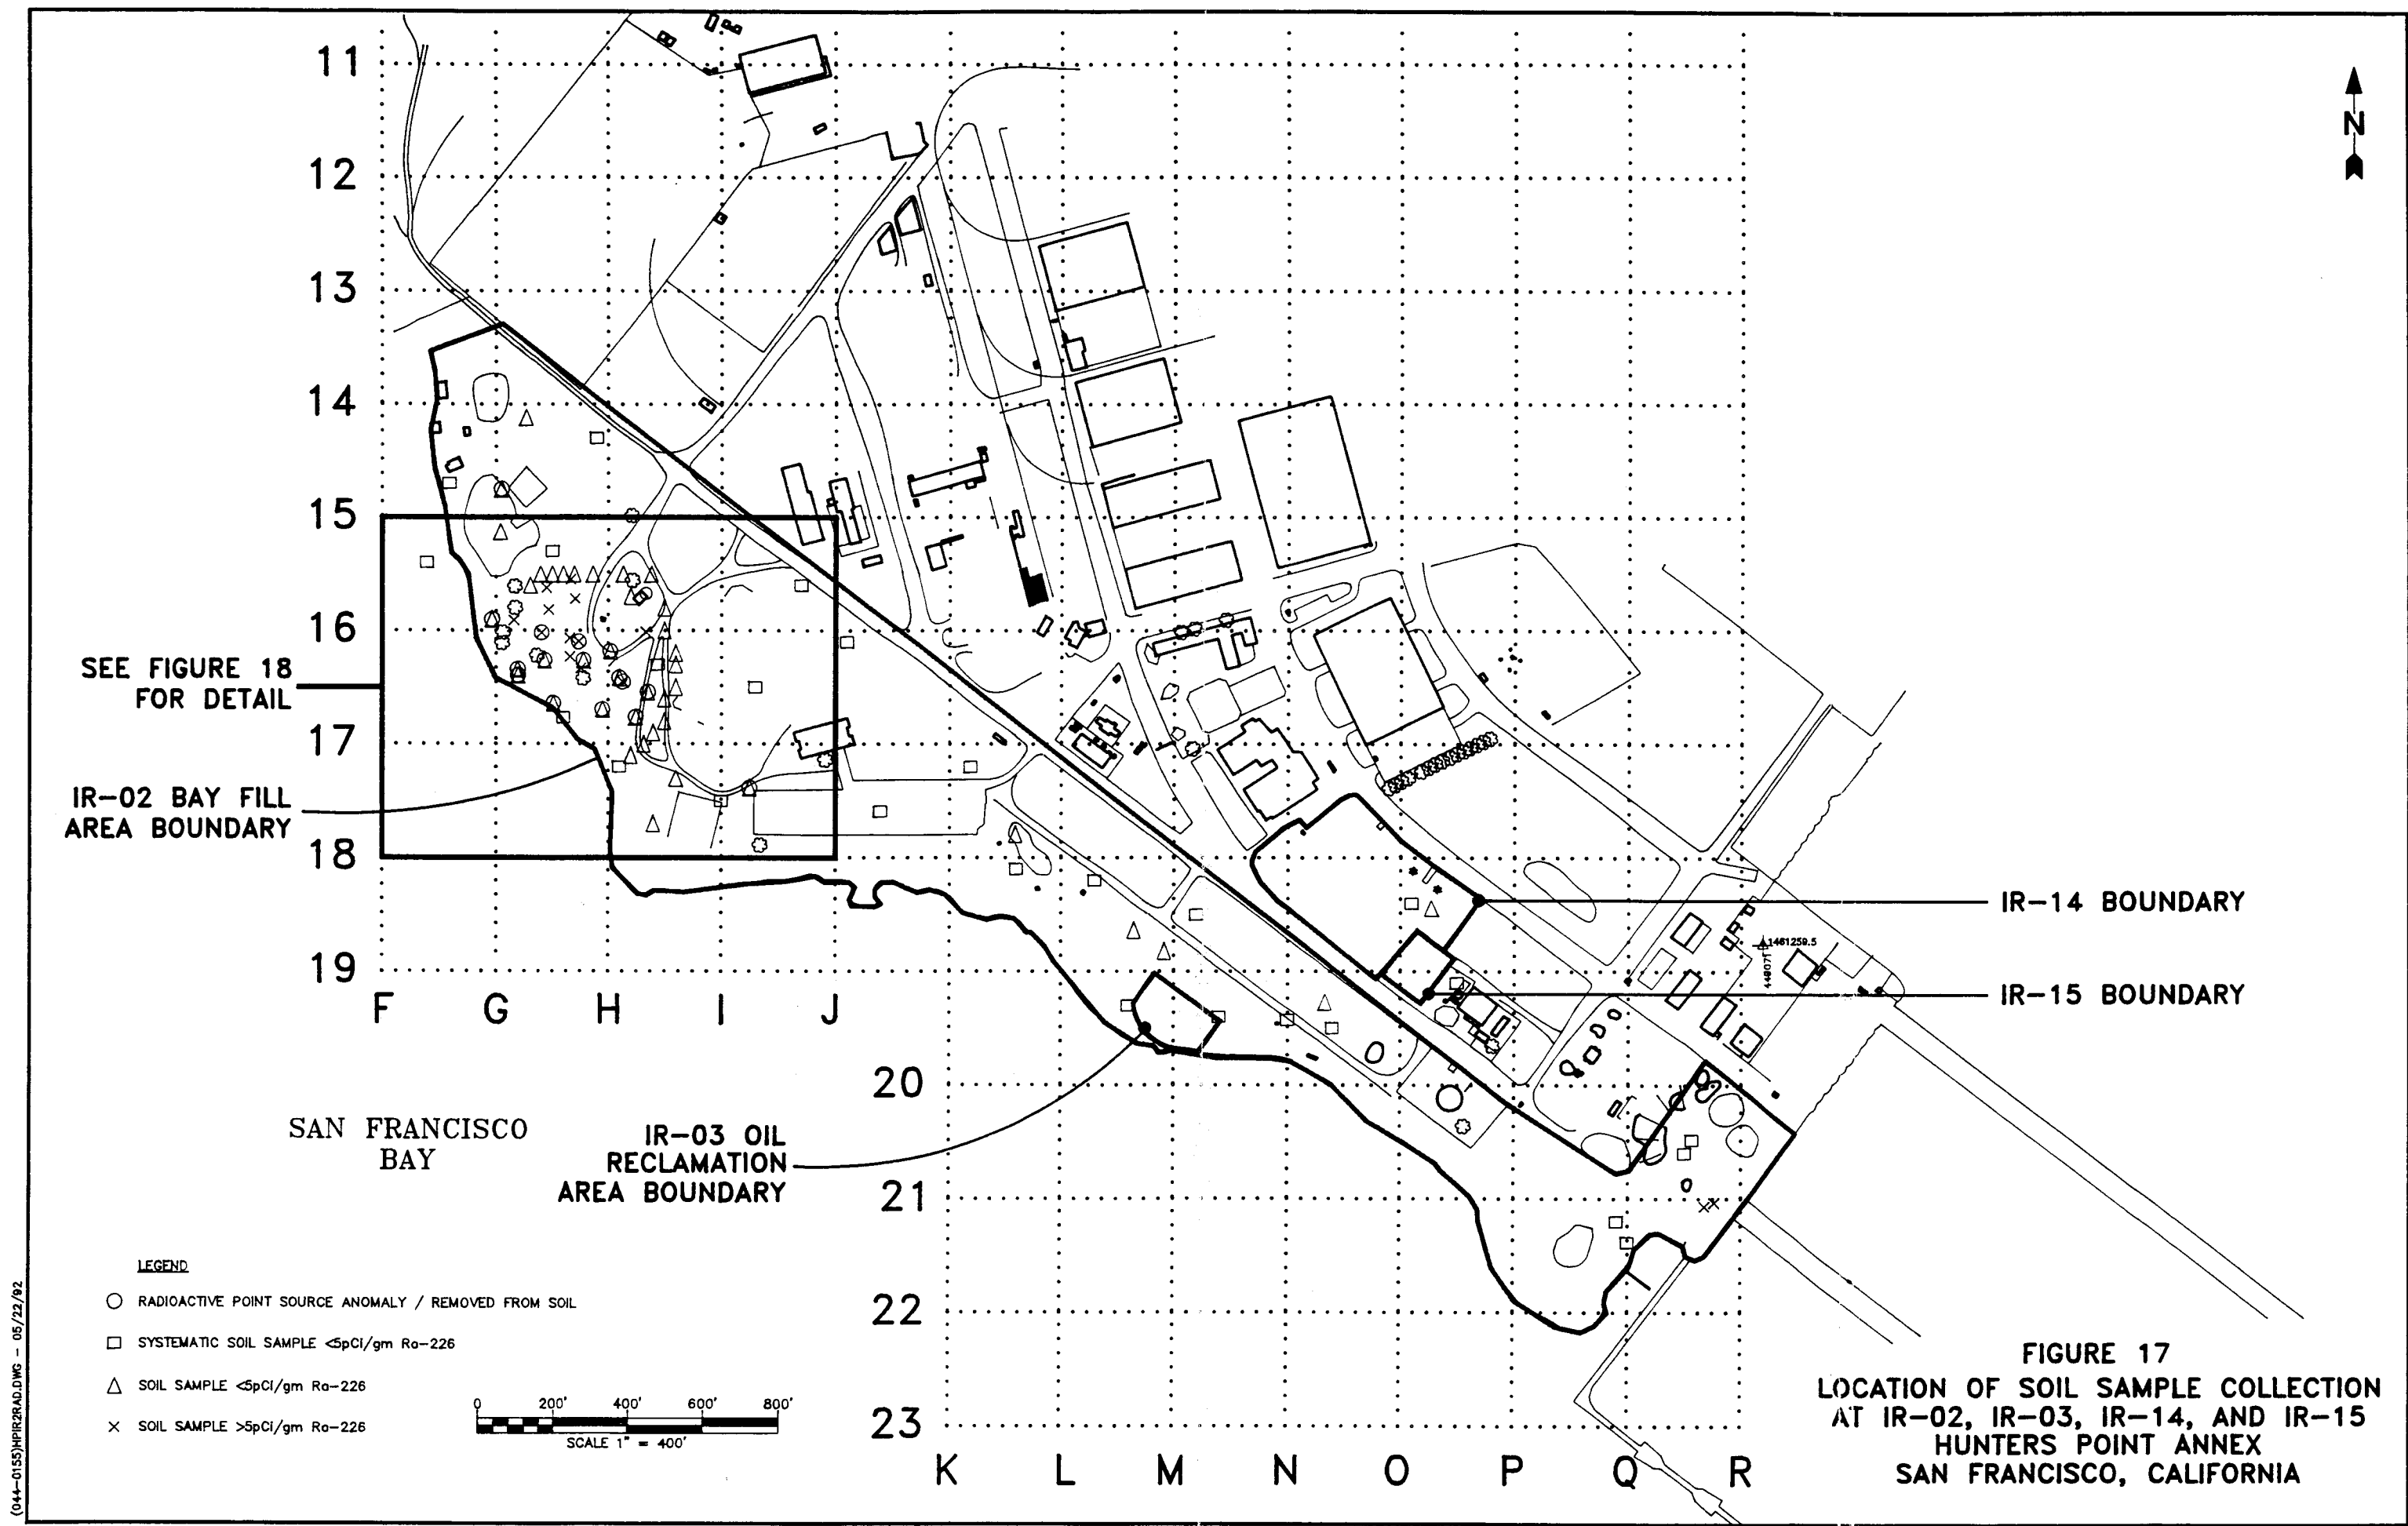 11
12
13
14
15
16
17
18
19
F G H I J
20
21
22
23
K L M N O P Q R
N
SEE FIGURE 18
FOR DETAIL
IR-02 BAY FILL
AREA BOUNDARY
IR-14 BOUNDARY
1461259.5
IR-15 BOUNDARY
SAN FRANCISCO
BAY
IR-03 OIL
RECLAMATION
AREA BOUNDARY
LEGEND
RADIOACTIVE POINT SOURCE ANOMALY / REMOVED FROM SOIL
SYSTEMATIC SOIL SAMPLE <5pCi/gm Ra-226
SOIL SAMPLE <5pCi/gm Ra-226
SOIL SAMPLE >5pCi/gm Ra-226
0 200' 400' 600' 800'
SCALE 1" = 400'
FIGURE 17
LOCATION OF SOIL SAMPLE COLLECTION
AT IR-02, IR-03, IR-14, AND IR-15
HUNTERS POINT ANNEX
SAN FRANCISCO, CALIFORNIA
(044-0155)HPIR2RAD.DWG - 05/22/92